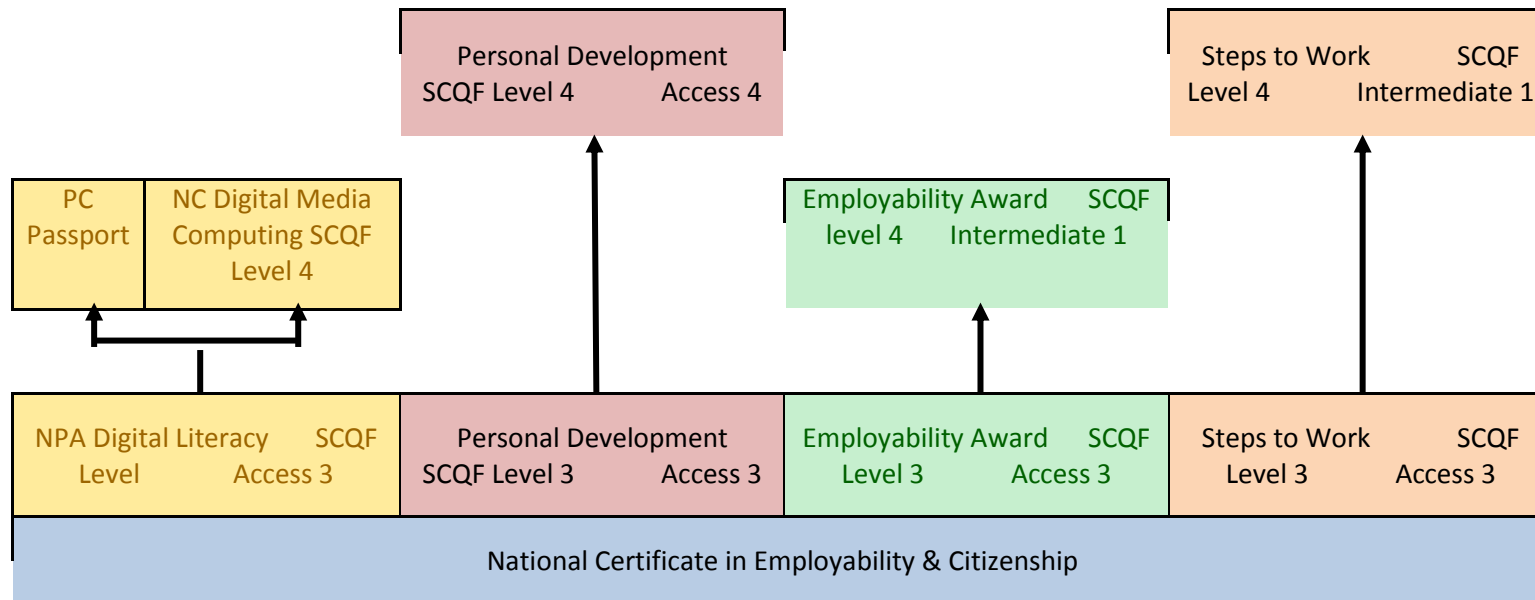 Personal Development
SCQF Level 4 Access 4
Steps to Work SCQF
Level 4 Intermediate 1
PC
Passport
NC Digital Media
Computing SCQF
Level 4
Employability Award SCQF
level 4 Intermediate 1
NPA Digital Literacy SCQF
Level Access 3
Personal Development
SCQF Level 3 Access 3
Employability Award SCQF
Level 3 Access 3
Steps to Work SCQF
Level 3 Access 3
National Certificate in Employability & Citizenship